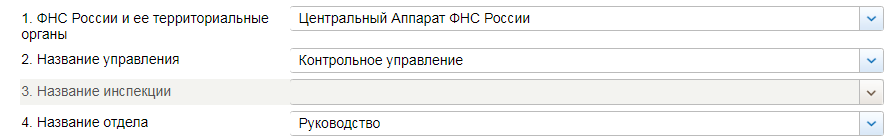 1. ФНС России и ее территориальные органы
Центральный Аппарат ФНС России
2. Название управления
Контрольное управление
3. Название инспекции
4. Название отдела
Руководство